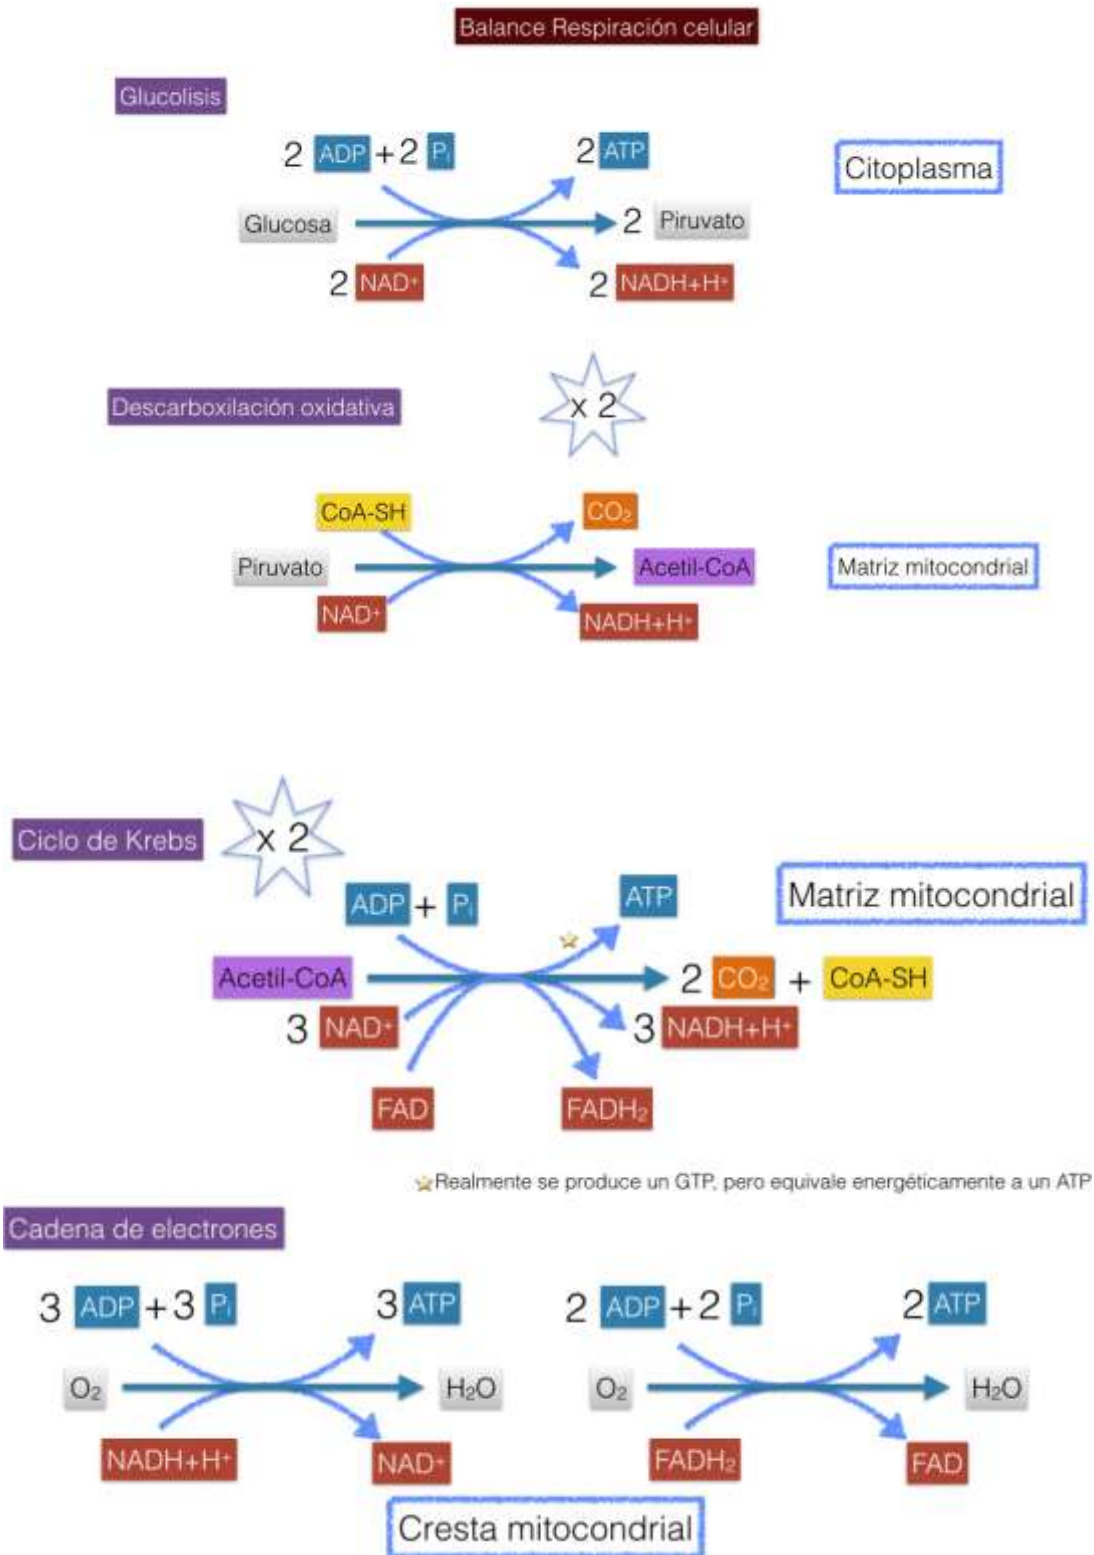 Balance Respiración celular
Glucolisis
2 ADP + 2 Pi 2 ATP
Citoplasma
Glucosa 2 Piruvato
2 NAD+ 2 NADH+H+
Descarboxilación oxidativa
x 2
CoA-SH CO₂
Piruvato Acetil-CoA
Matriz mitocondrial
NAD+ NADH+H+
Ciclo de Krebs
x 2
ADP + Pi ATP
Matriz mitocondrial
Acetil-CoA 2 CO₂ + CoA-SH
3 NAD+ 3 NADH+H+
FAD FADH₂
Realmente se produce un GTP, pero equivale energéticamente a un ATP
Cadena de electrones
3 ADP + 3 Pi 3 ATP 2 ADP + 2 Pi 2 ATP
O₂ H₂O O₂ H₂O
NADH+H+ NAD+ FADH₂ FAD
Cresta mitocondrial